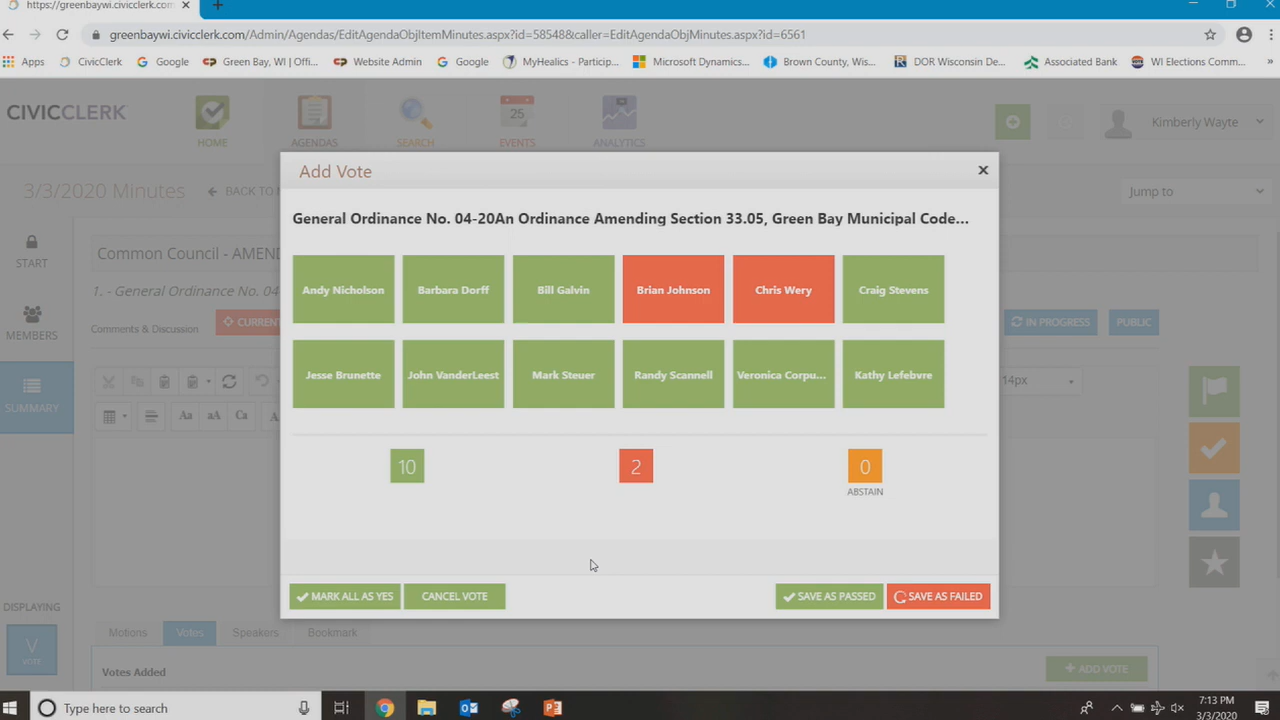 https://greenbaywi.civicclerk.com
greenbaywi.civicclerk.com/Admin/Agendas/EditAgendaObjItemMinutes.aspx?id=58548&caller=EditAgendaObjMinutes.aspx?id=6561
Apps CivicClerk Google Green Bay, WI | Offi... Website Admin Google MyHealics - Particip... Microsoft Dynamics... Brown County, Wis... DOR Wisconsin De... Associated Bank WI Elections Comm... »
CIVICCLERK
25
HOME AGENDAS SEARCH EVENTS ANALYTICS
Kimberly Wayte
Add Vote
3/3/2020 Minutes BACK TO
Jump to
General Ordinance No. 04-20An Ordinance Amending Section 33.05, Green Bay Municipal Code...
START
Common Council - AMEND
Andy Nicholson Barbara Dorff Bill Galvin Brian Johnson Chris Wery Craig Stevens
1. - General Ordinance No. 04
MEMBERS
Comments & Discussion CURRENT IN PROGRESS PUBLIC
Jesse Brunette John VanderLeest Mark Steuer Randy Scannell Veronica Corpu... Kathy Lefebvre
14px
SUMMARY
Aa aA Ca A
10 2 0
ABSTAIN
MARK ALL AS YES CANCEL VOTE SAVE AS PASSED SAVE AS FAILED
DISPLAYING
Motions Votes Speakers Bookmark
V
VOTE
Votes Added + ADD VOTE
Type here to search
7:13 PM
3/3/2020